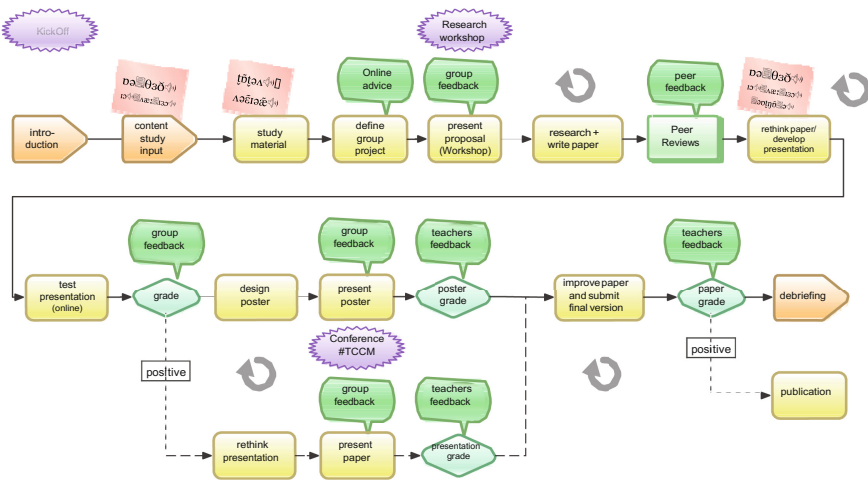 KickOff
Research
workshop
Online
advice
group
feedback
peer
feedback
intro-
duction
content
study
input
study
material
define
group
project
present
proposal
(Workshop)
research +
write paper
Peer
Reviews
rethink paper/
develop
presentation
group
feedback
group
feedback
teachers
feedback
teachers
feedback
test
presentation
(online)
grade
design
poster
present
poster
poster
grade
improve paper
and submit
final version
paper
grade
debriefing
Conference
#TCCM
positive
positive
group
feedback
teachers
feedback
publication
rethink
presentation
present
paper
presentation
grade